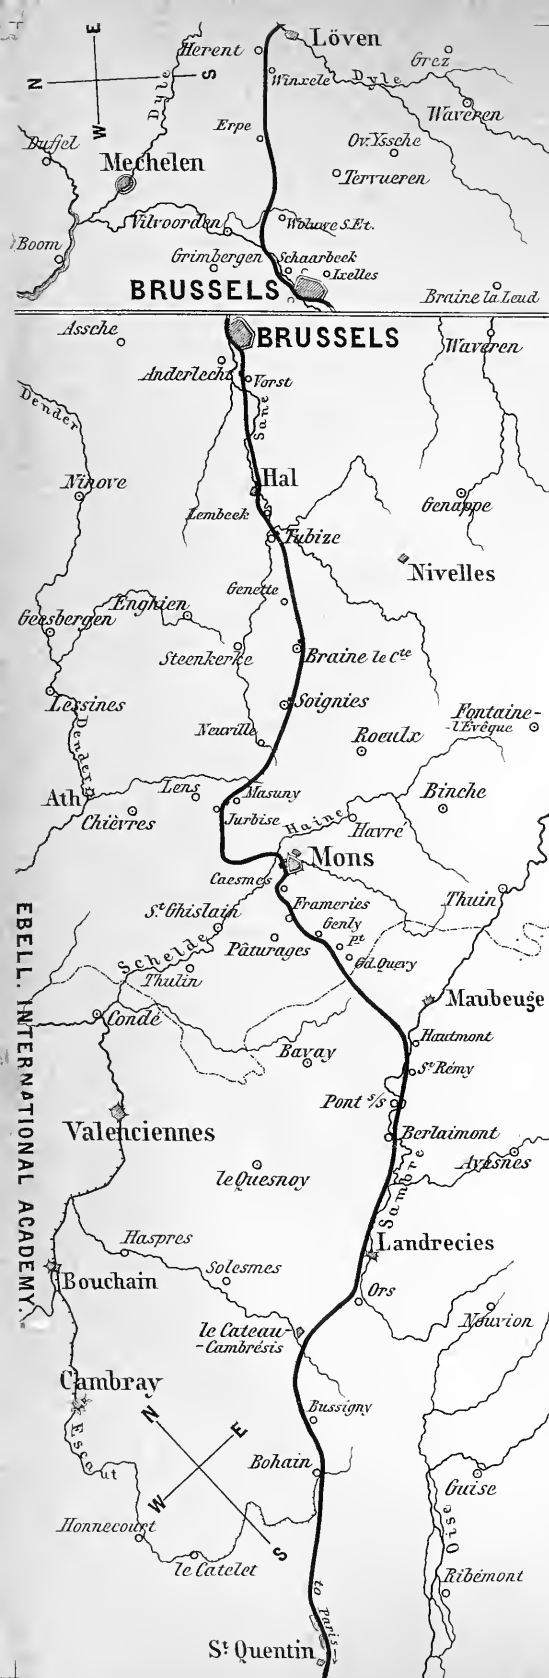 E
N
S
W
Herent
Löven
Grez
Winxele
Dyle
Dyle
Waveren
Erpe
Ov. Yssche
Duffel
Mechelen
Tervueren
Vilvoorden
Woluwe S. Et.
Boom
Grimbergen
Schaarbeek
Ixelles
BRUSSELS
Braine la Leud
Assche
BRUSSELS
Waveren
Anderlecht
Vorst
Dender
Sane
Ninove
Hal
Genappe
Lembeek
Tubize
Nivelles
Genette
Enghien
Geesbergen
Steenkerke
Braine le Cte
Lessines
Soignies
Fontaine-
-l'Evêque
Dender
Neuville
Roeulx
Ath
Lens
Masuny
Binche
Chièvres
Jurbise
Haine
Havré
Mons
Caesmes
Thuin
St. Ghislain
Frameries
Genly
Pt
Pâturages
Gd. Quevy
Schelde
Thulin
Maubeuge
Condé
Hautmont
Bavay
St. Rémy
Pont s/s
Valenciennes
Berlaimont
Avesnes
le Quesnoy
Sambre
Haspres
Landrecies
Bouchain
Solesmes
Ors
Nouvion
le Cateau-
-Cambrésis
Cambray
N
E
Bussigny
Escaut
Bohain
W
Guise
Honnecourt
S
Oise
le Catelet
Ribémont
to Paris
St. Quentin
EBELL. INTERNATIONAL ACADEMY.